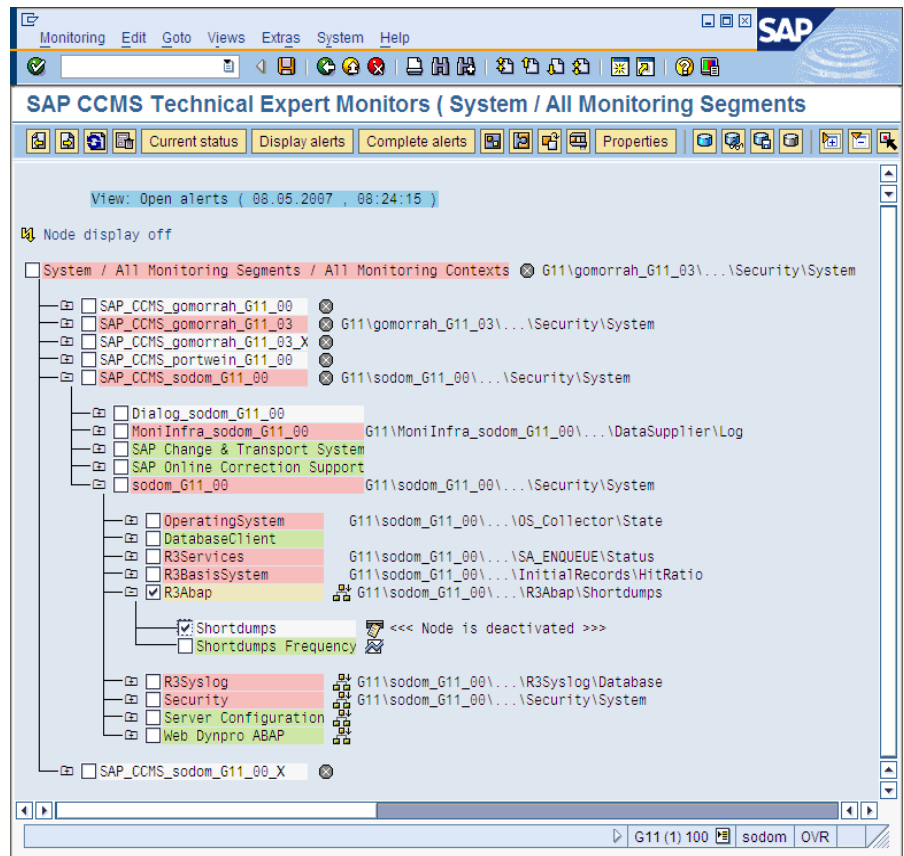 Monitoring Edit Goto Views Extras System Help
SAP
SAP CCMS Technical Expert Monitors ( System / All Monitoring Segments
Current status Display alerts Complete alerts Properties
View: Open alerts ( 08.05.2007 , 08:24:15 )
Node display off
System / All Monitoring Segments / All Monitoring Contexts G11\gomorrah_G11_03\...\Security\System
SAP_CCMS_gomorrah_G11_00
SAP_CCMS_gomorrah_G11_03 G11\gomorrah_G11_03\...\Security\System
SAP_CCMS_gomorrah_G11_03_X
SAP_CCMS_portwein_G11_00
SAP_CCMS_sodom_G11_00 G11\sodom_G11_00\...\Security\System
Dialog_sodom_G11_00
MoniInfra_sodom_G11_00 G11\MoniInfra_sodom_G11_00\...\DataSupplier\Log
SAP Change & Transport System
SAP Online Correction Support
sodom_G11_00 G11\sodom_G11_00\...\Security\System
OperatingSystem G11\sodom_G11_00\...\OS_Collector\State
DatabaseClient
R3Services G11\sodom_G11_00\...\SA_ENQUEUE\Status
R3BasisSystem G11\sodom_G11_00\...\InitialRecords\HitRatio
R3Abap G11\sodom_G11_00\...\R3Abap\Shortdumps
Shortdumps <<< Node is deactivated >>>
Shortdumps Frequency
R3Syslog G11\sodom_G11_00\...\R3Syslog\Database
Security G11\sodom_G11_00\...\Security\System
Server Configuration
Web Dynpro ABAP
SAP_CCMS_sodom_G11_00_X
G11 (1) 100 sodom OVR